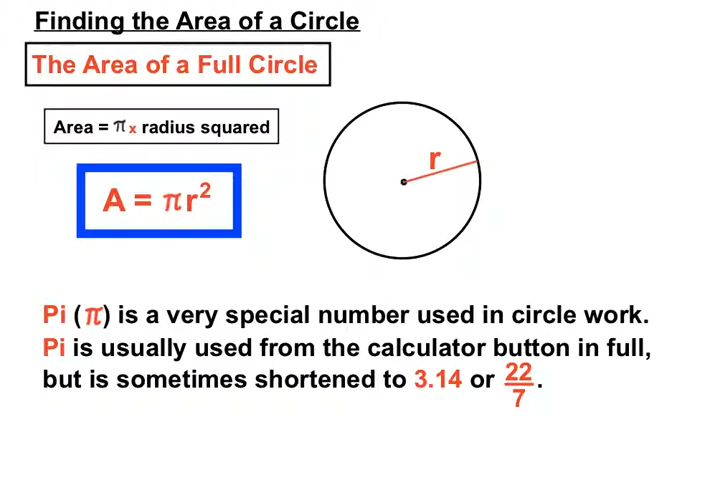 Finding the Area of a Circle
The Area of a Full Circle
Area = π x radius squared
A = πr²
r
Pi (π) is a very special number used in circle work.
Pi is usually used from the calculator button in full,
but is sometimes shortened to 3.14 or 22/7.